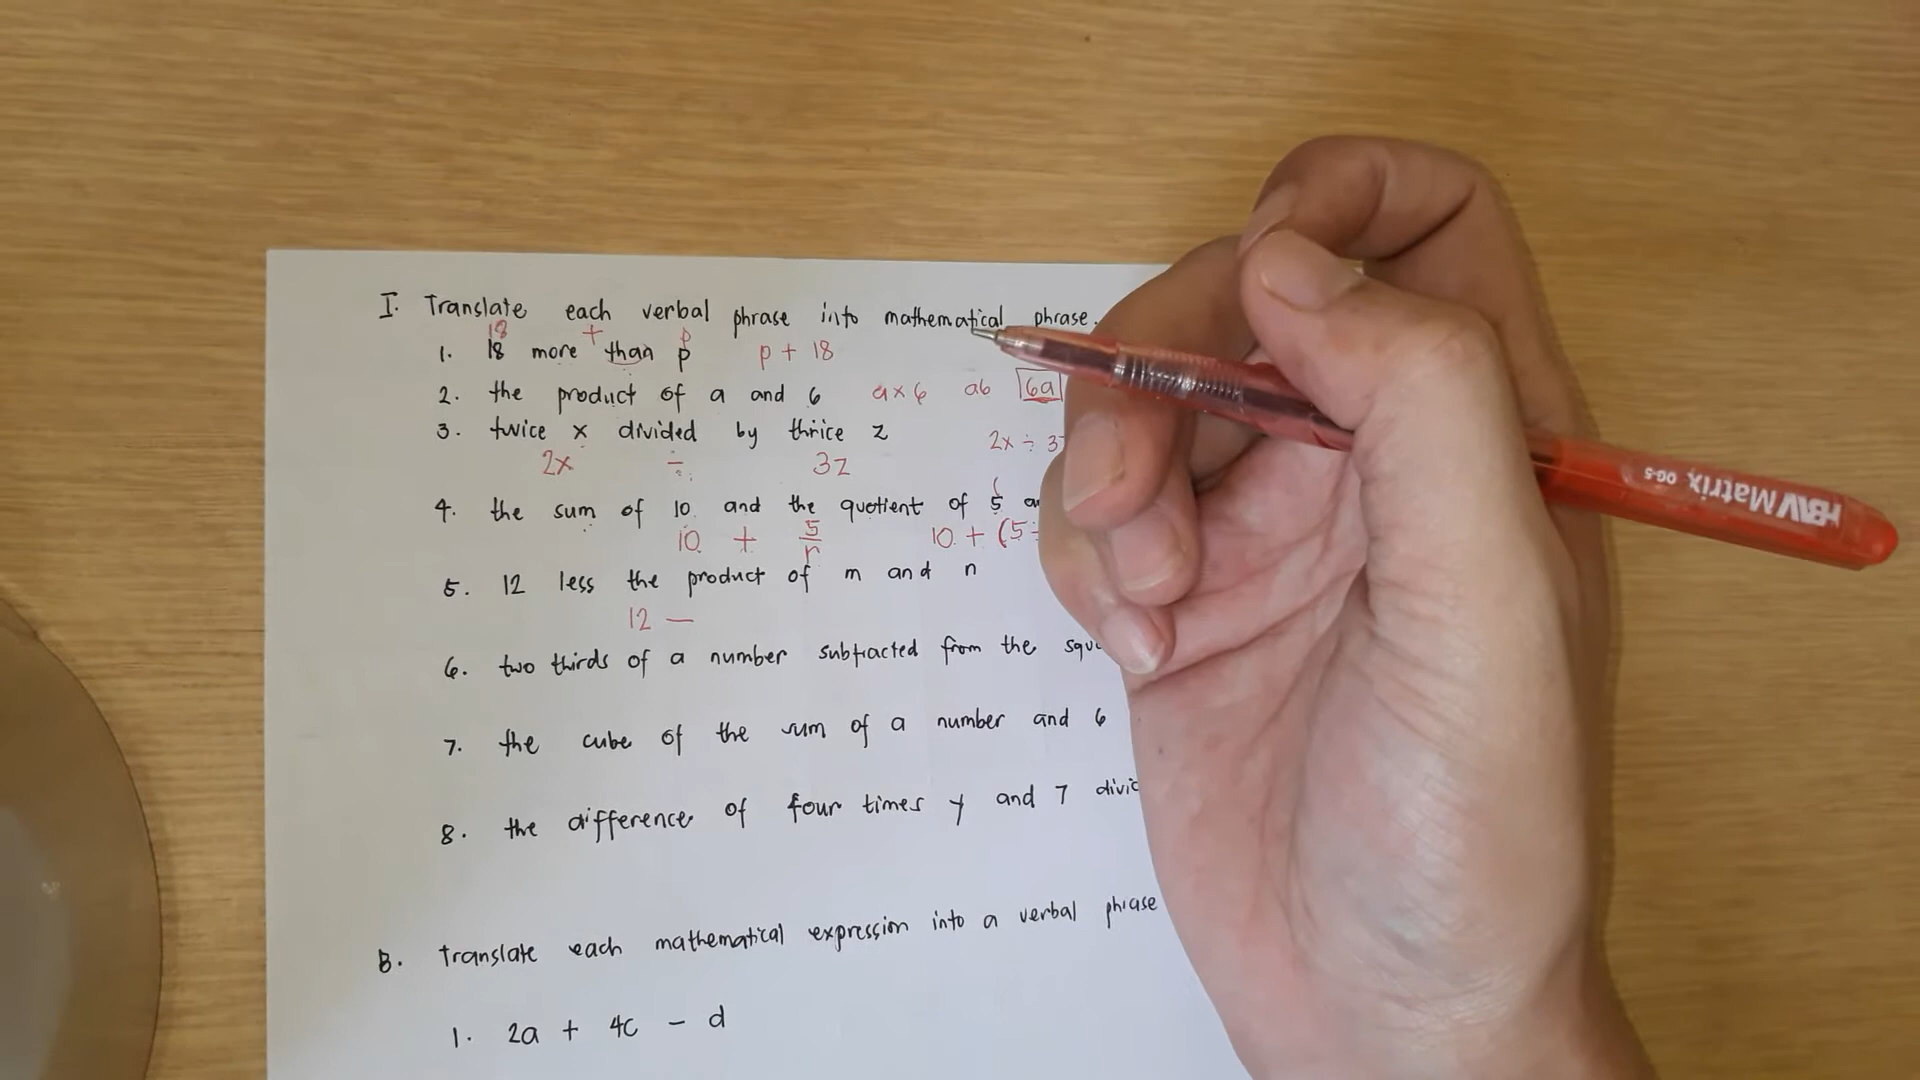 I. Translate each verbal phrase into mathematical phrase.
18 + p
1. 18 more than p p + 18
2. the product of a and 6 a x 6 a6 6a
3. twice x divided by thrice z 2x ÷ 3
2x ÷ 3z
4. the sum of 10 and the quotient of 5
10 + 5/r 10 + (5 ÷
5. 12 less the product of m and n
12 —
6. two thirds of a number subtracted from the
7. the cube of the sum of a number and 6
8. the difference of four times y and 7
B. Translate each mathematical expression into a verbal phrase
1. 2a + 4c - d
HBW Matrix OG-5